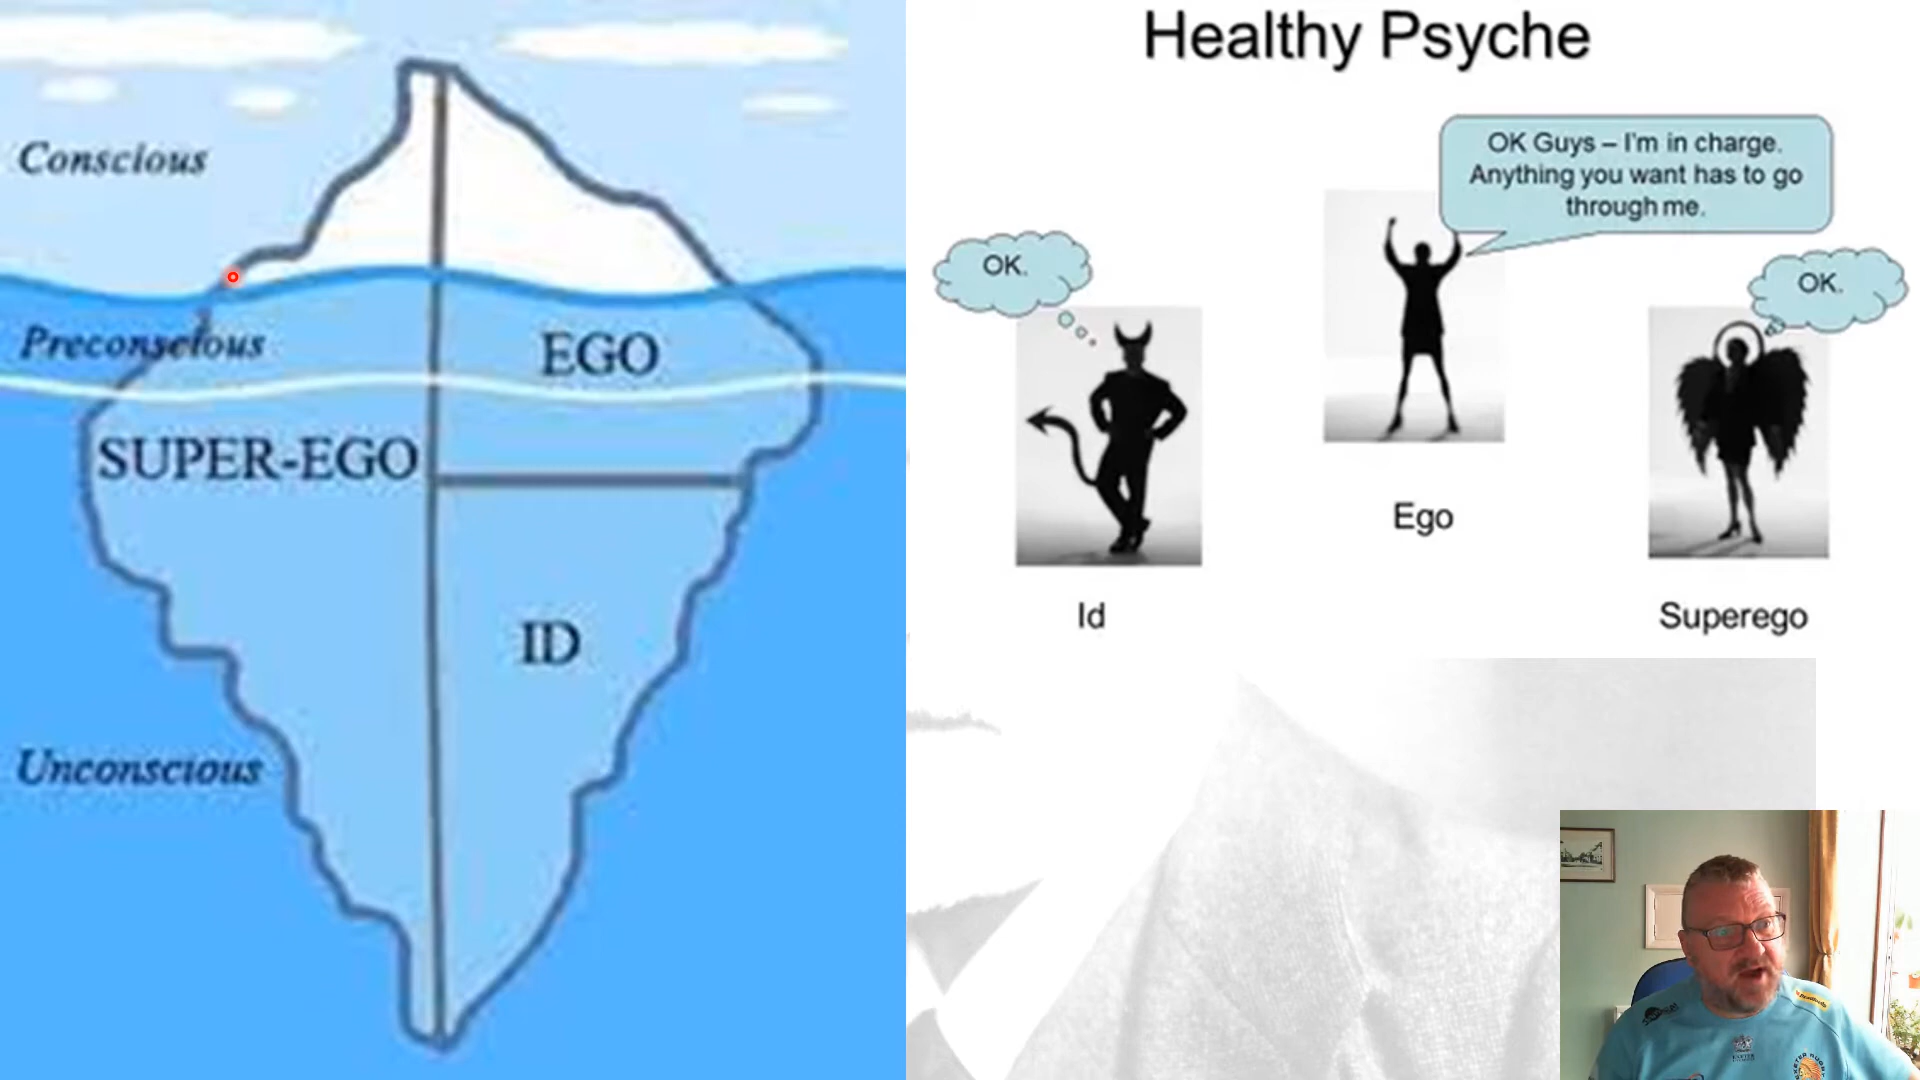 Conscious
Preconscious
EGO
SUPER-EGO
ID
Unconscious
Healthy Psyche
OK Guys – I'm in charge.
Anything you want has to go
through me.
OK.
OK.
Ego
Id
Superego